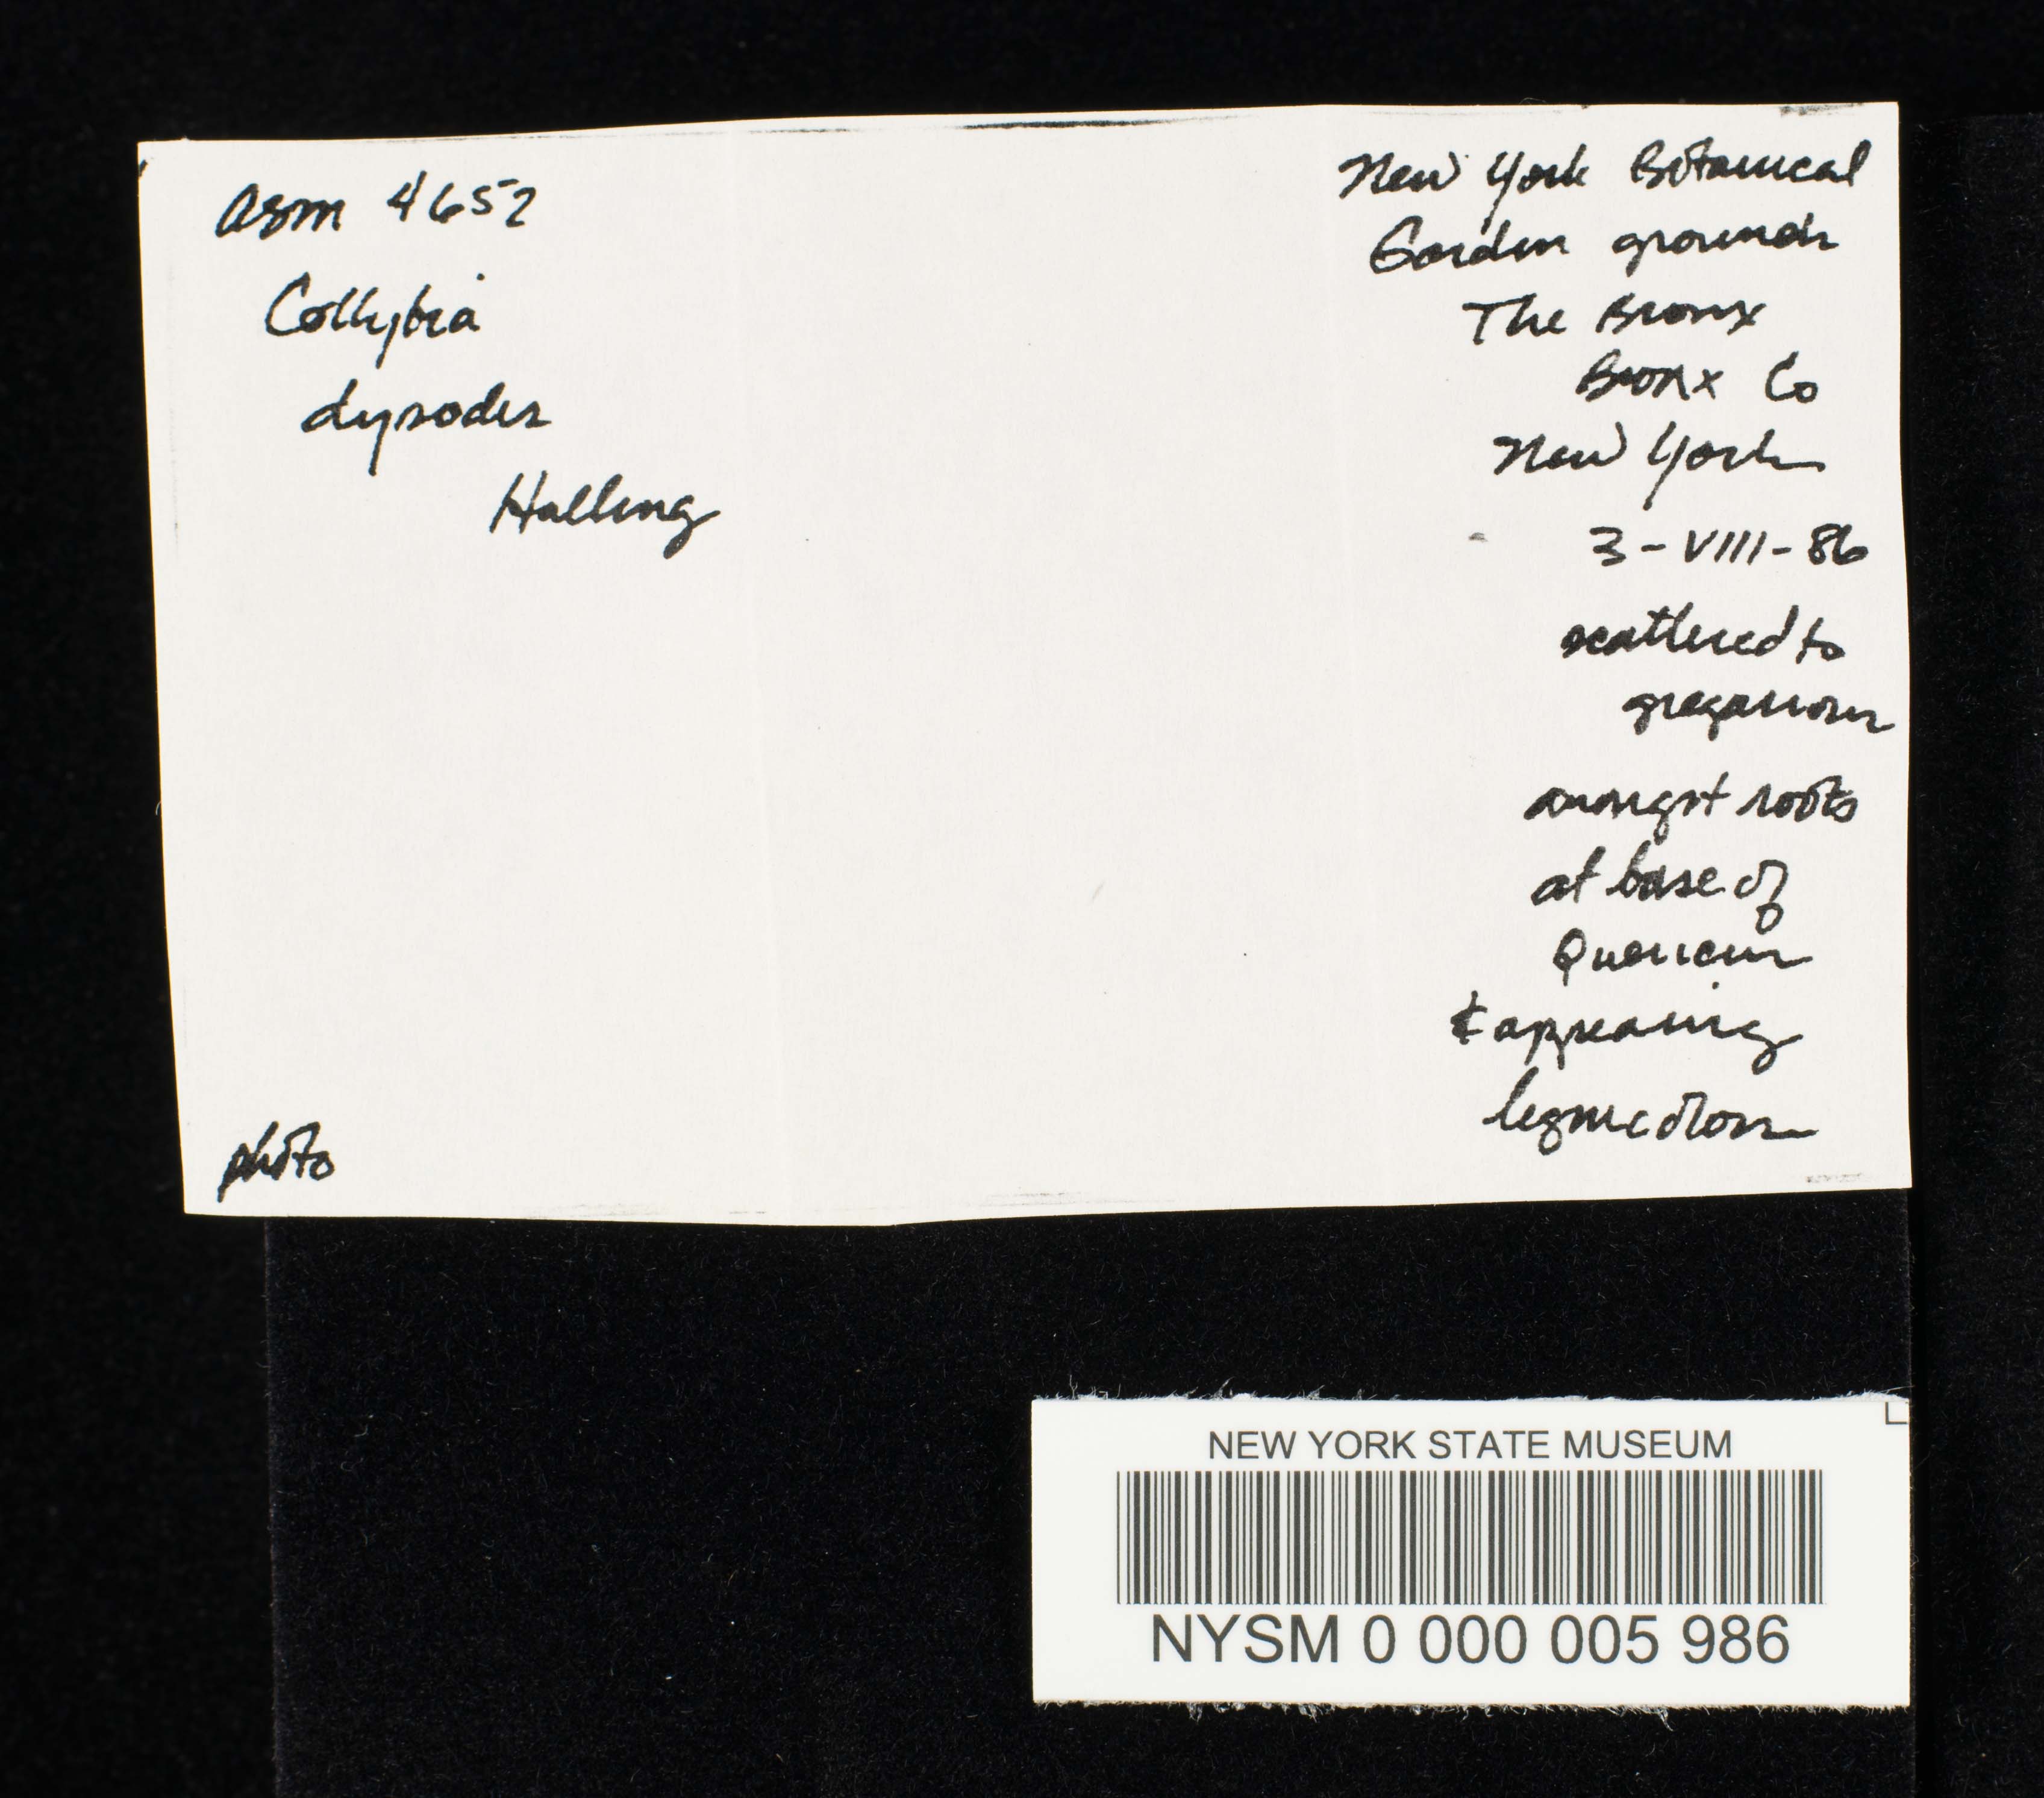 asm 4652
Collybia
dysodes
Halling
photo
New York Botanical
Garden grounds
The Bronx
Bronx Co
New York
3-VIII-86
scattered to
gregarious
amongst roots
at base of
Quercus
& appearing
lignicolous
NEW YORK STATE MUSEUM
NYSM 0 000 005 986